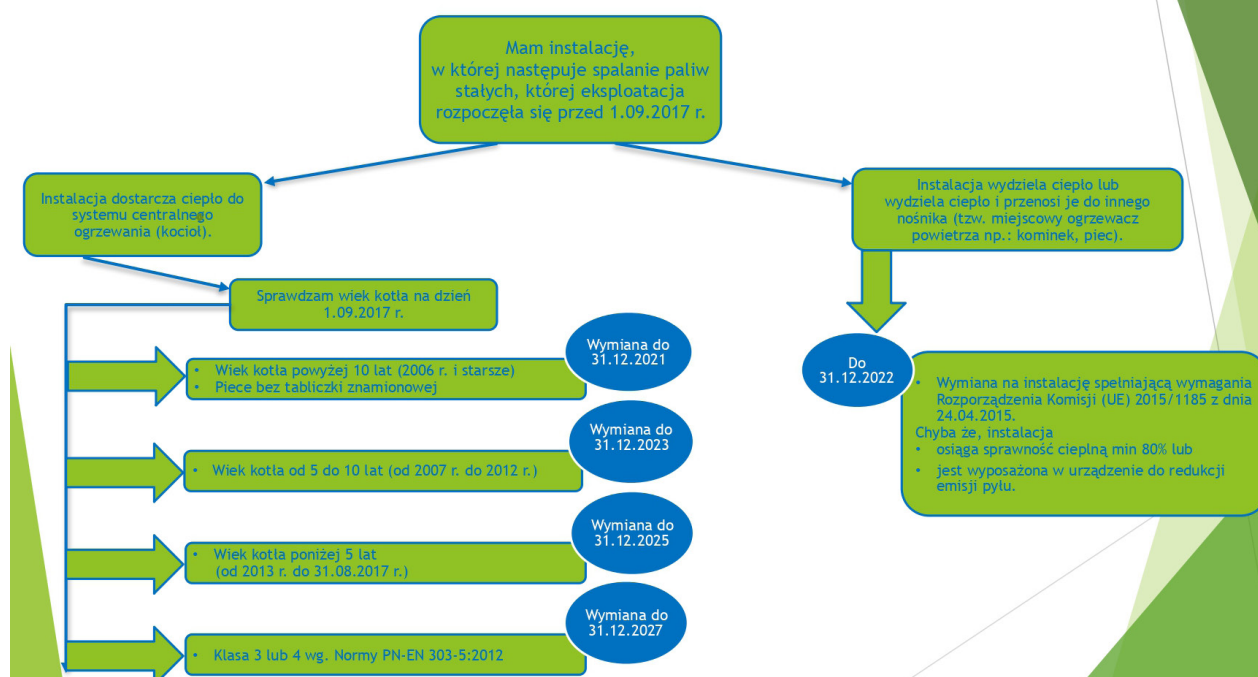 Mam instalację,
w której następuje spalanie paliw
stałych, której eksploatacja
rozpoczęła się przed 1.09.2017 r.
Instalacja dostarcza ciepło do
systemu centralnego
ogrzewania (kocioł).
Instalacja wydziela ciepło lub
wydziela ciepło i przenosi je do innego
nośnika (tzw. miejscowy ogrzewacz
powietrza np.: kominek, piec).
Sprawdzam wiek kotła na dzień
1.09.2017 r.
• Wiek kotła powyżej 10 lat (2006 r. i starsze)
• Piece bez tabliczki znamionowej
Wymiana do
31.12.2021
• Wiek kotła od 5 do 10 lat (od 2007 r. do 2012 r.)
Wymiana do
31.12.2023
• Wiek kotła poniżej 5 lat
(od 2013 r. do 31.08.2017 r.)
Wymiana do
31.12.2025
• Klasa 3 lub 4 wg. Normy PN-EN 303-5:2012
Wymiana do
31.12.2027
Do
31.12.2022
• Wymiana na instalację spełniającą wymagania
Rozporządzenia Komisji (UE) 2015/1185 z dnia
24.04.2015.
Chyba że, instalacja
• osiąga sprawność cieplną min 80% lub
• jest wyposażona w urządzenie do redukcji
emisji pyłu.